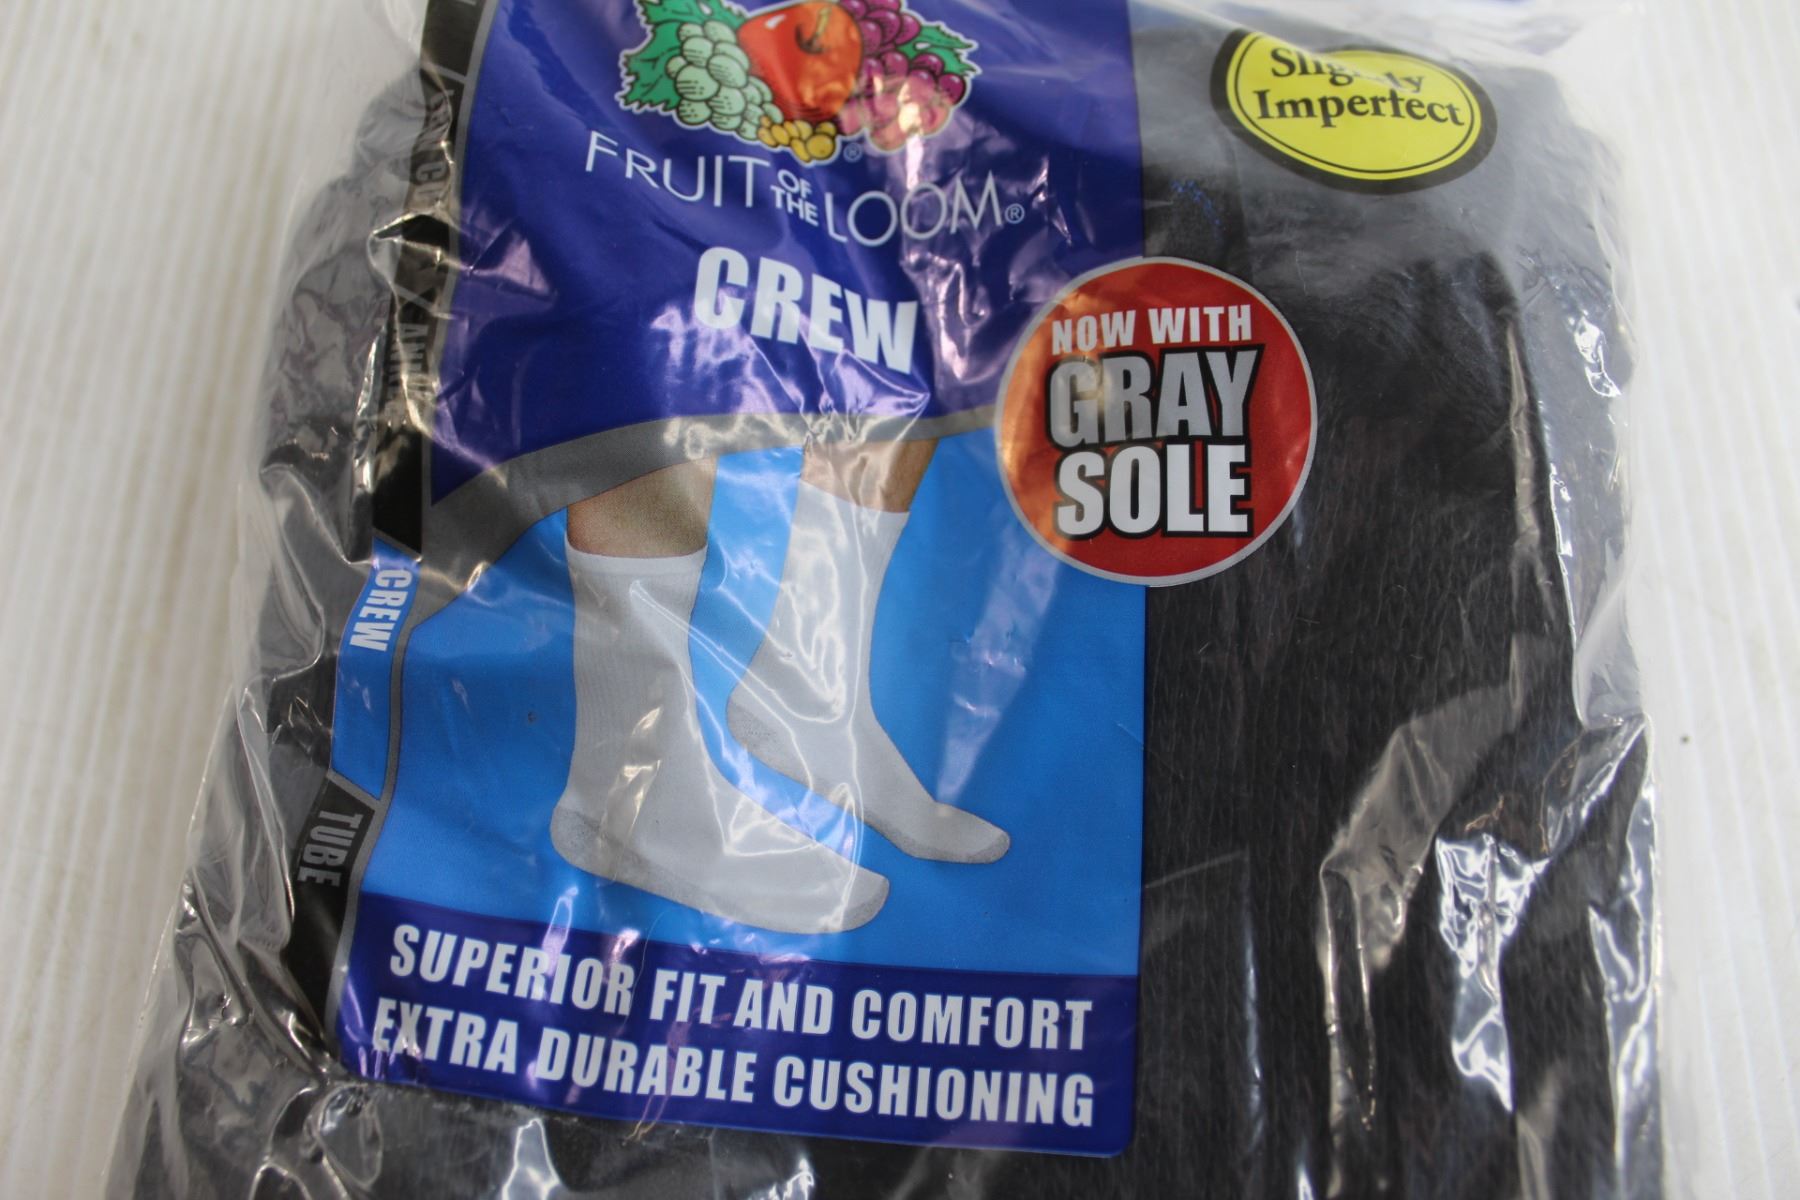 Slightly
Imperfect
FRUIT OF THE LOOM®
CREW
NOW WITH
GRAY
SOLE
CREW
TUBE
SUPERIOR FIT AND COMFORT
EXTRA DURABLE CUSHIONING